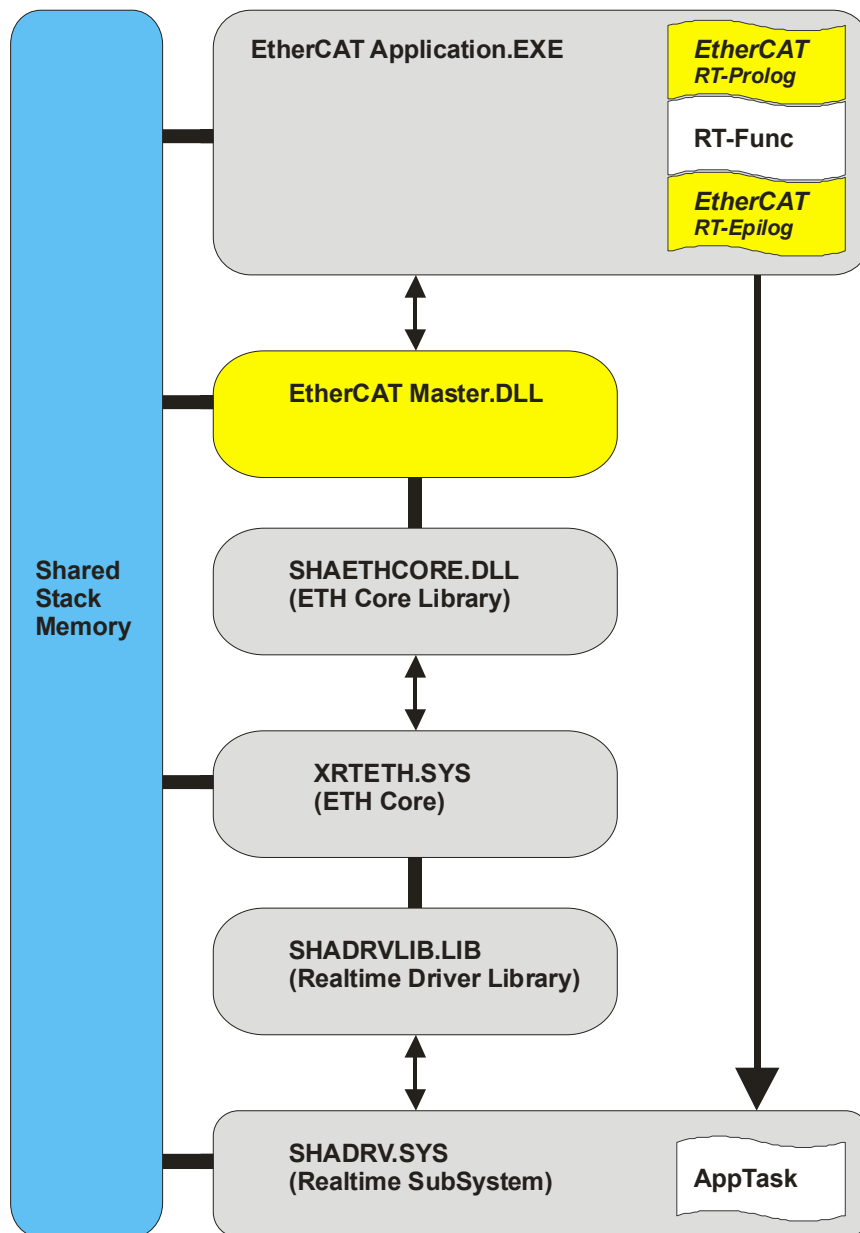 EtherCAT Application.EXE
EtherCAT
RT-Prolog
RT-Func
EtherCAT
RT-Epilog
EtherCAT Master.DLL
Shared
Stack
Memory
SHAETHCORE.DLL
(ETH Core Library)
XRTETH.SYS
(ETH Core)
SHADRVLIB.LIB
(Realtime Driver Library)
SHADRV.SYS
(Realtime SubSystem)
AppTask